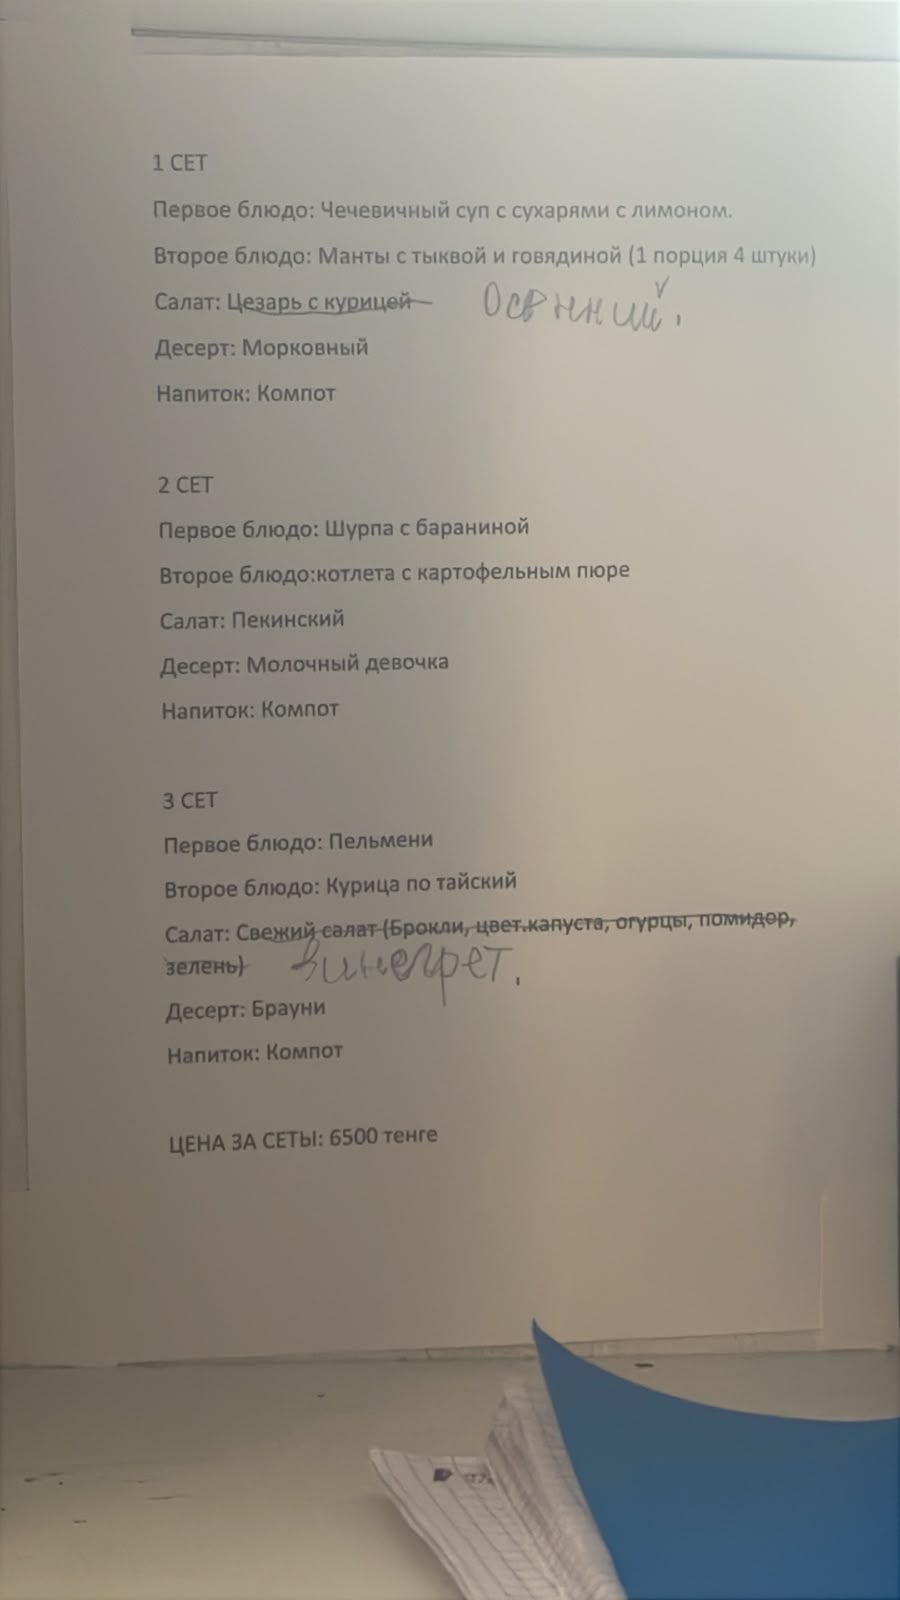 1 СЕТ
Первое блюдо: Чечевичный суп с сухарями с лимоном.
Второе блюдо: Манты с тыквой и говядиной (1 порция 4 штуки)
Салат: Цезарь с курицей Осенний.
Десерт: Морковный
Напиток: Компот
2 СЕТ
Первое блюдо: Шурпа с бараниной
Второе блюдо:котлета с картофельным пюре
Салат: Пекинский
Десерт: Молочный девочка
Напиток: Компот
3 СЕТ
Первое блюдо: Пельмени
Второе блюдо: Курица по тайский
Салат: Свежий салат (Брокли, цвет.капуста, огурцы, помидор,
зелень) Винегрет.
Десерт: Брауни
Напиток: Компот
ЦЕНА ЗА СЕТЫ: 6500 тенге